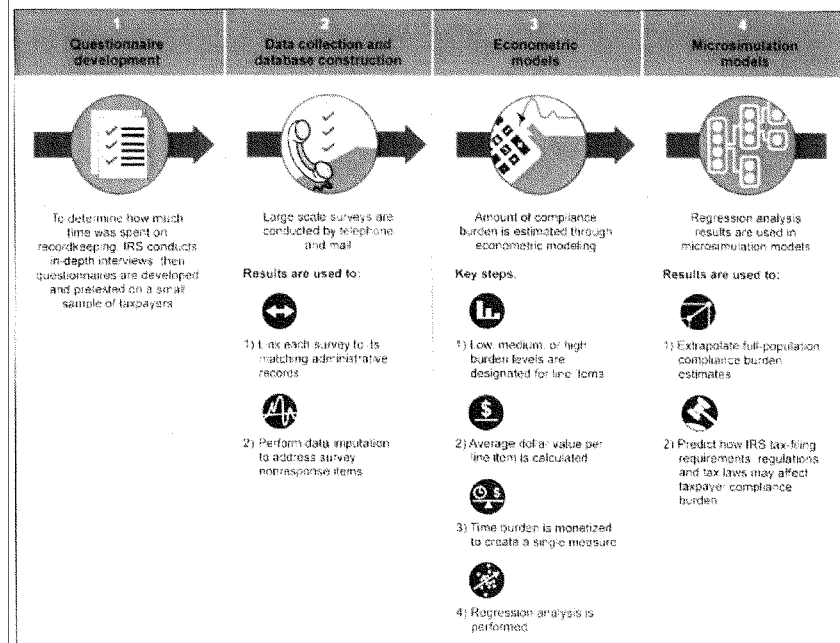 1
Questionnaire
development
To determine how much
time was spent on
recordkeeping, IRS conducts
in-depth interviews, then
questionnaires are developed
and pretested on a small
sample of taxpayers
2
Data collection and
database construction
Large scale surveys are
conducted by telephone
and mail
Results are used to:
1) Link each survey to its
matching administrative
records
2) Perform data imputation
to address survey
nonresponse items
3
Econometric
models
Amount of compliance
burden is estimated through
econometric modeling
Key steps:
1) Low, medium, or high
burden levels are
designated for line items
$
2) Average dollar value per
line item is calculated
$
3) Time burden is monetized
to create a single measure
4) Regression analysis is
performed
4
Microsimulation
models
Regression analysis
results are used in
microsimulation models
Results are used to:
1) Extrapolate full-population
compliance burden
estimates
2) Predict how IRS tax-filing
requirements, regulations
and tax laws may affect
taxpayer compliance
burden